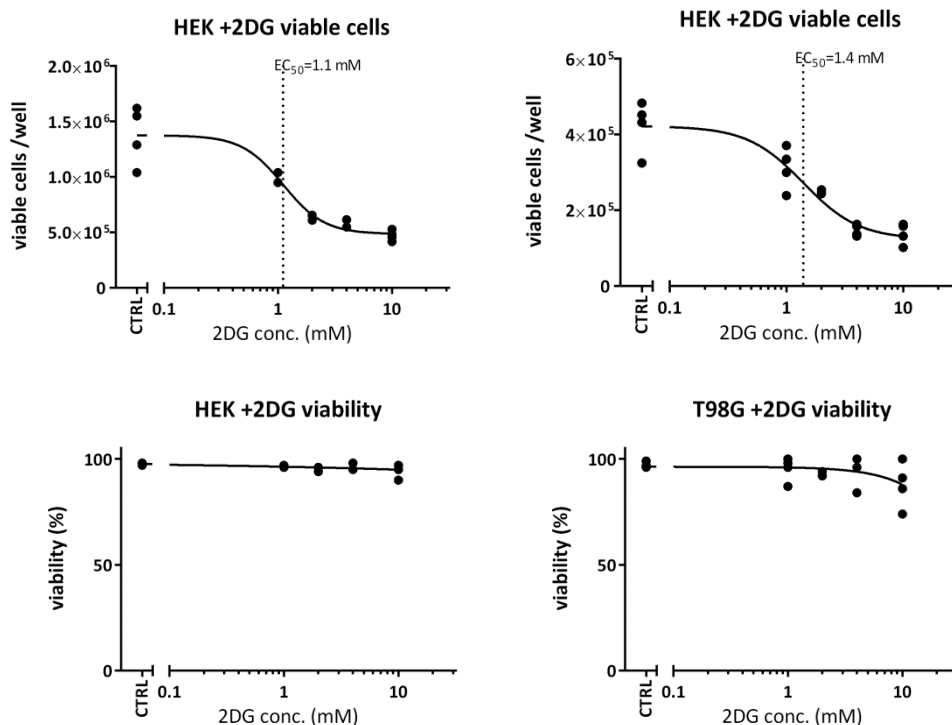 HEK +2DG viable cells
EC50=1.1 mM
2.0×10⁶
1.5×10⁶
1.0×10⁶
5.0×10⁵
0
viable cells /well
CTRL
0.1
1
10
2DG conc. (mM)
HEK +2DG viable cells
EC50=1.4 mM
6×10⁵
4×10⁵
2×10⁵
0
viable cells /well
CTRL
0.1
1
10
2DG conc. (mM)
HEK +2DG viability
100
50
0
viability (%)
CTRL
0.1
1
10
2DG conc. (mM)
T98G +2DG viability
100
50
0
viability (%)
CTRL
0.1
1
10
2DG conc. (mM)